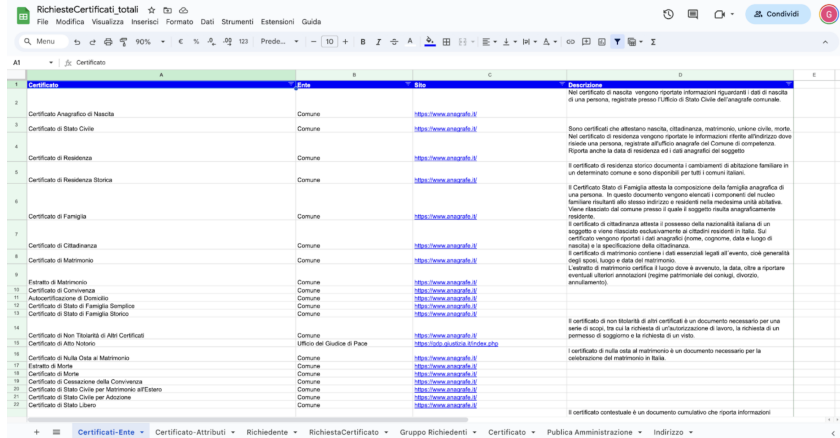 RichiesteCertificati_totali
File Modifica Visualizza Inserisci Formato Dati Strumenti Estensioni Guida
Condividi
G
Menu 90% € % .0 .00 123 Prede... 10 B I A
A1 fx Certificato
A B C D E
1 Certificato Ente Sito Descrizione
Nel certificato di nascita vengono riportate informazioni riguardanti i dati di nascita
di una persona, registrate presso l'Ufficio di Stato Civile dell'anagrafe comunale.
2 Certificato Anagrafico di Nascita Comune https://www.anagrafe.it/
3 Certificato di Stato Civile Comune https://www.anagrafe.it/ Sono certificati che attestano nascita, cittadinanza, matrimonio, unione civile, morte.
Nel certificato di residenza vengono riportate le informazioni riferite all'indirizzo dove
risiede una persona, registrate all'ufficio anagrafe del Comune di competenza.
Riporta anche la data di residenza ed i dati anagrafici del soggetto
4 Certificato di Residenza Comune https://www.anagrafe.it/
Il certificato di residenza storico documenta i cambiamenti di abitazione familiare in
un determinato comune e sono disponibili per tutti i comuni italiani.
5 Certificato di Residenza Storica Comune https://www.anagrafe.it/
Il Certificato Stato di Famiglia attesta la composizione della famiglia anagrafica di
una persona. In questo documento vengono elencati i componenti del nucleo
familiare risultanti allo stesso indirizzo e residenti nella medesima unità abitativa.
Viene rilasciato dal comune presso il quale il soggetto risulta anagraficamente
residente.
6 Certificato di Famiglia Comune https://www.anagrafe.it/
Il certificato di cittadinanza attesta il possesso della nazionalità italiana di un
soggetto e viene rilasciato esclusivamente ai cittadini residenti in Italia. Sul
certificato vengono riportati i dati anagrafici (nome, cognome, data e luogo di
nascita) e la specificazione della cittadinanza.
7 Certificato di Cittadinanza Comune https://www.anagrafe.it/
Il certificato di matrimonio contiene i dati essenziali legati all'evento, cioè generalità
degli sposi, luogo e data del matrimonio.
8 Certificato di Matrimonio Comune https://www.anagrafe.it/
L'estratto di matrimonio certifica il luogo dove è avvenuto, la data, oltre a riportare
eventuali ulteriori annotazioni (regime patrimoniale dei coniugi, divorzio,
annullamento).
9 Estratto di Matrimonio Comune https://www.anagrafe.it/
10 Certificato di Convivenza Comune https://www.anagrafe.it/
11 Autocertificazione di Domicilio Comune https://www.anagrafe.it/
12 Certificato di Stato di Famiglia Semplice Comune https://www.anagrafe.it/
13 Certificato di Stato di Famiglia Storico Comune https://www.anagrafe.it/
Il certificato di non titolarità di altri certificati è un documento necessario per una
serie di scopi, tra cui la richiesta di un'autorizzazione di lavoro, la richiesta di un
permesso di soggiorno e la richiesta di un visto.
14 Certificato di Non Titolarità di Altri Certificati Comune https://www.anagrafe.it/
15 Certificato di Alto Notorio Ufficio del Giudice di Pace https://gdp.giustizia.it/index.php
I certificato di nulla osta al matrimonio è un documento necessario per la
celebrazione del matrimonio in Italia.
16 Certificato di Nulla Osta al Matrimonio Comune https://www.anagrafe.it/
17 Estratto di Morte Comune https://www.anagrafe.it/
18 Certificato di Morte Comune https://www.anagrafe.it/
19 Certificato di Cessazione della Convivenza Comune https://www.anagrafe.it/
20 Certificato di Stato Civile per Matrimonio all'Estero Comune https://www.anagrafe.it/
21 Certificato di Stato Civile per Adozione Comune https://www.anagrafe.it/
22 Certificato di Stato Libero Comune https://www.anagrafe.it/
Il certificato contestuale è un documento cumulativo che riporta informazioni
Certificati-Ente Certificato-Attributi Richiedente RichiestaCertificato Gruppo Richiedenti Certificato Publica Amministrazione Indirizzo